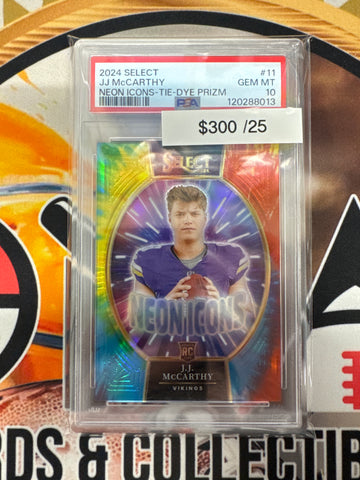 2024 SELECT #11
JJ McCARTHY GEM MT
NEON ICONS-TIE-DYE PRIZM 10
PSA 120288013
$300 /25
SELECT
NEON ICONS
RC
J.J.
McCARTHY
VIKINGS
RDS & COLLECTIB